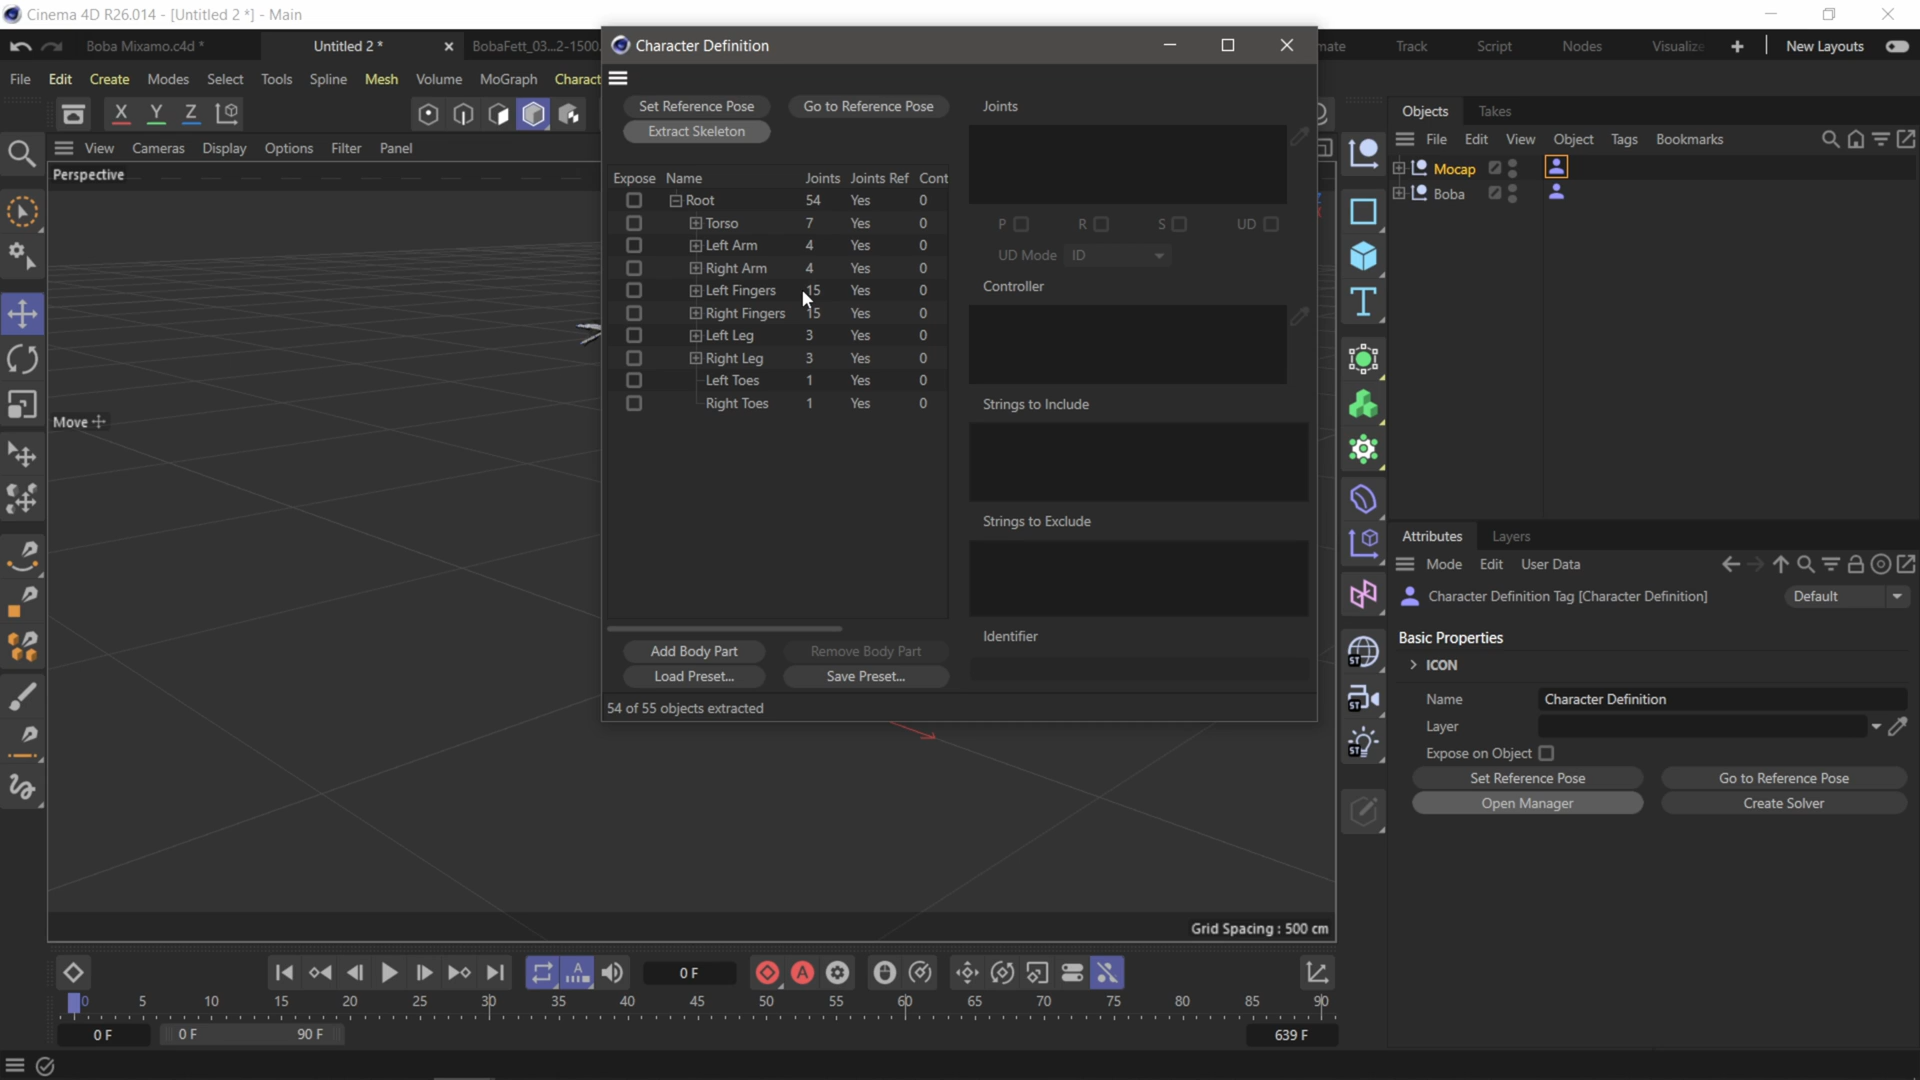 Cinema 4D R26.014 - [Untitled 2 *] - Main
Boba Mixamo.c4d *
Untitled 2 *
BobaFett_03...2-1500
Track
Script
Nodes
New Layouts
File Edit Create Modes Select Tools Spline Mesh Volume MoGraph
X Y Z
View Cameras Display Options Filter Panel
Perspective
Move
Grid Spacing : 500 cm
Character Definition
Set Reference Pose Go to Reference Pose
Extract Skeleton
Expose Name Joints Joints Ref Cont
Root 54 Yes 0
Torso 7 Yes 0
Left Arm 4 Yes 0
Right Arm 4 Yes 0
Left Fingers 15 Yes 0
Right Fingers 15 Yes 0
Left Leg 3 Yes 0
Right Leg 3 Yes 0
Left Toes 1 Yes 0
Right Toes 1 Yes 0
Add Body Part Remove Body Part
Load Preset... Save Preset...
54 of 55 objects extracted
Joints
P R S UD
UD Mode ID
Controller
Strings to Include
Strings to Exclude
Identifier
Objects Takes
File Edit View Object Tags Bookmarks
Mocap
Boba
Attributes Layers
Mode Edit User Data
Character Definition Tag [Character Definition] Default
Basic Properties
ICON
Name Character Definition
Layer
Expose on Object
Set Reference Pose Go to Reference Pose
Open Manager Create Solver
ST
ST
ST
0 F
A
A
0 5 10 15 20 25 30 35 40 45 50 55 60 65 70 75 80 85 90
0 F 0 F 90 F 639 F